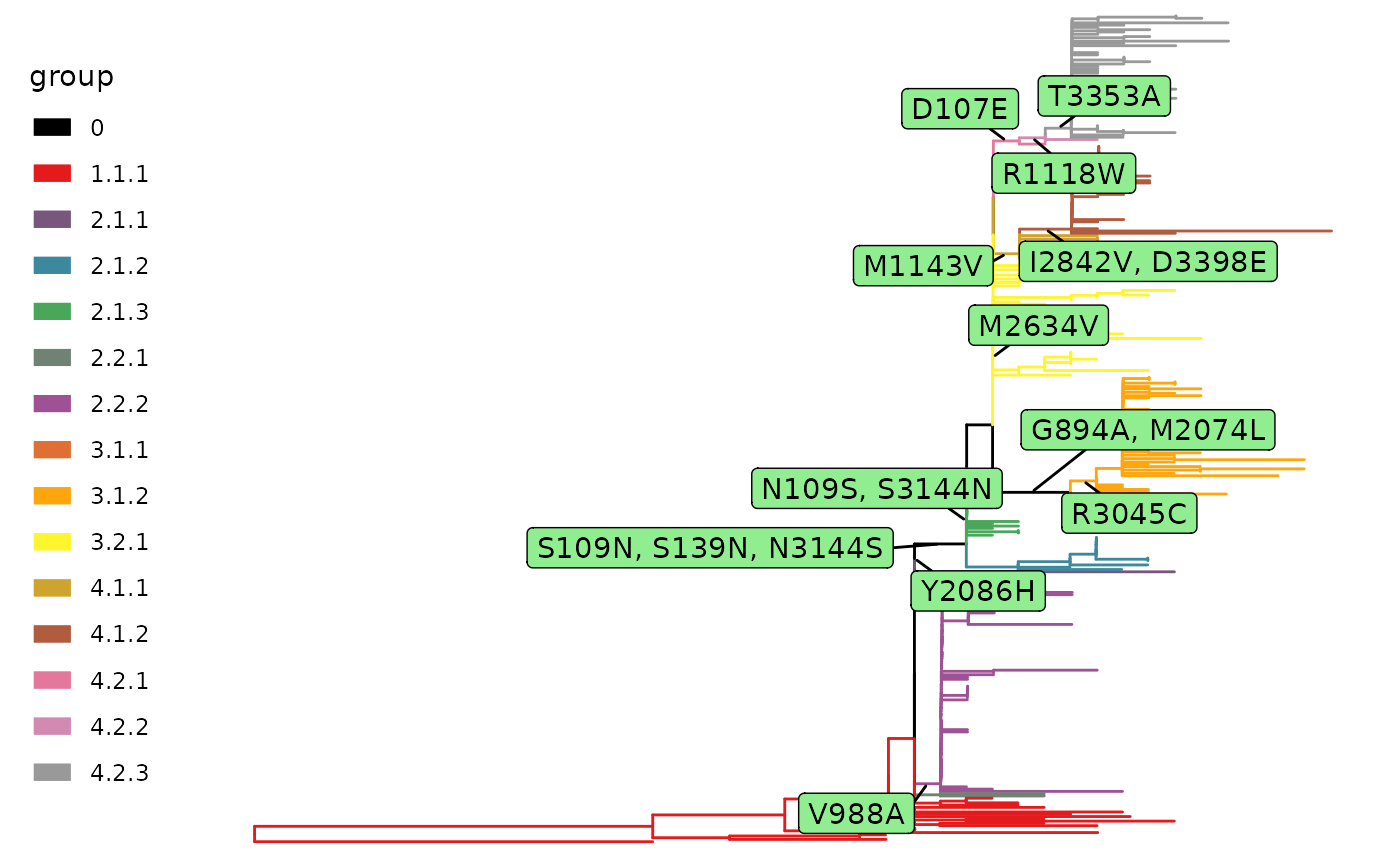 group
0
1.1.1
2.1.1
2.1.2
2.1.3
2.2.1
2.2.2
3.1.1
3.1.2
3.2.1
4.1.1
4.1.2
4.2.1
4.2.2
4.2.3
T3353A
D107E
R1118W
M1143V
I2842V, D3398E
M2634V
G894A, M2074L
N109S, S3144N
R3045C
S109N, S139N, N3144S
Y2086H
V988A